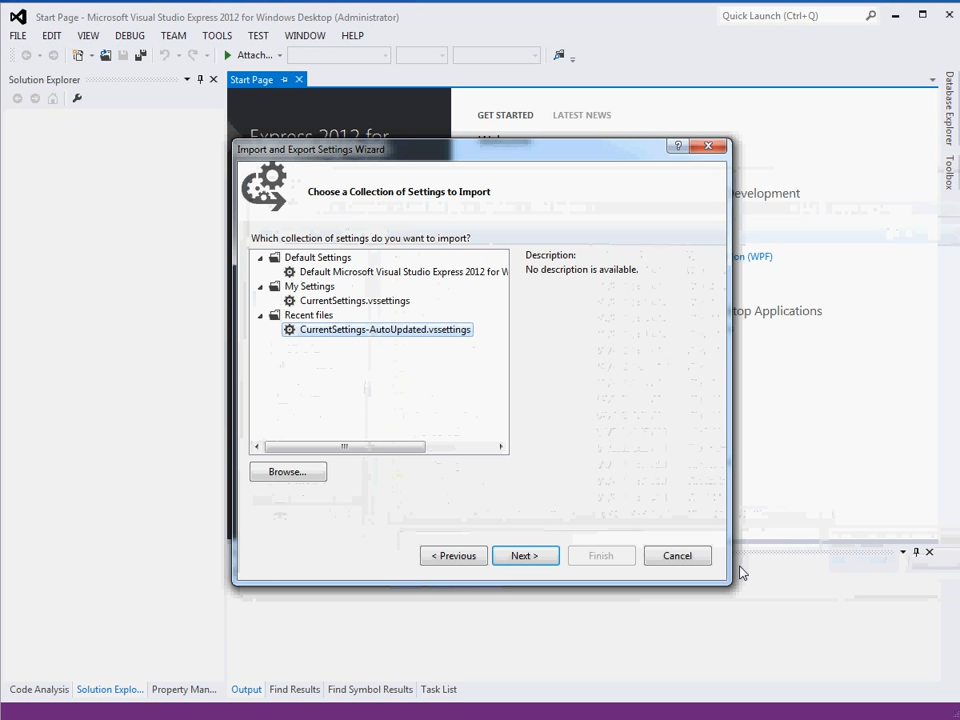 Start Page - Microsoft Visual Studio Express 2012 for Windows Desktop (Administrator)
Quick Launch (Ctrl+Q)
FILE EDIT VIEW DEBUG TEAM TOOLS TEST WINDOW HELP
Attach...
Solution Explorer
Start Page
Database Explorer
Toolbox
GET STARTED LATEST NEWS
Express 2012 for
Import and Export Settings Wizard
Choose a Collection of Settings to Import
Which collection of settings do you want to import?
Default Settings
Default Microsoft Visual Studio Express 2012 for W
My Settings
CurrentSettings.vssettings
Recent files
CurrentSettings-AutoUpdated.vssettings
Description:
No description is available.
Browse...
< Previous Next > Finish Cancel
evelopment
on (WPF)
top Applications
Code Analysis Solution Explo... Property Man... Output Find Results Find Symbol Results Task List